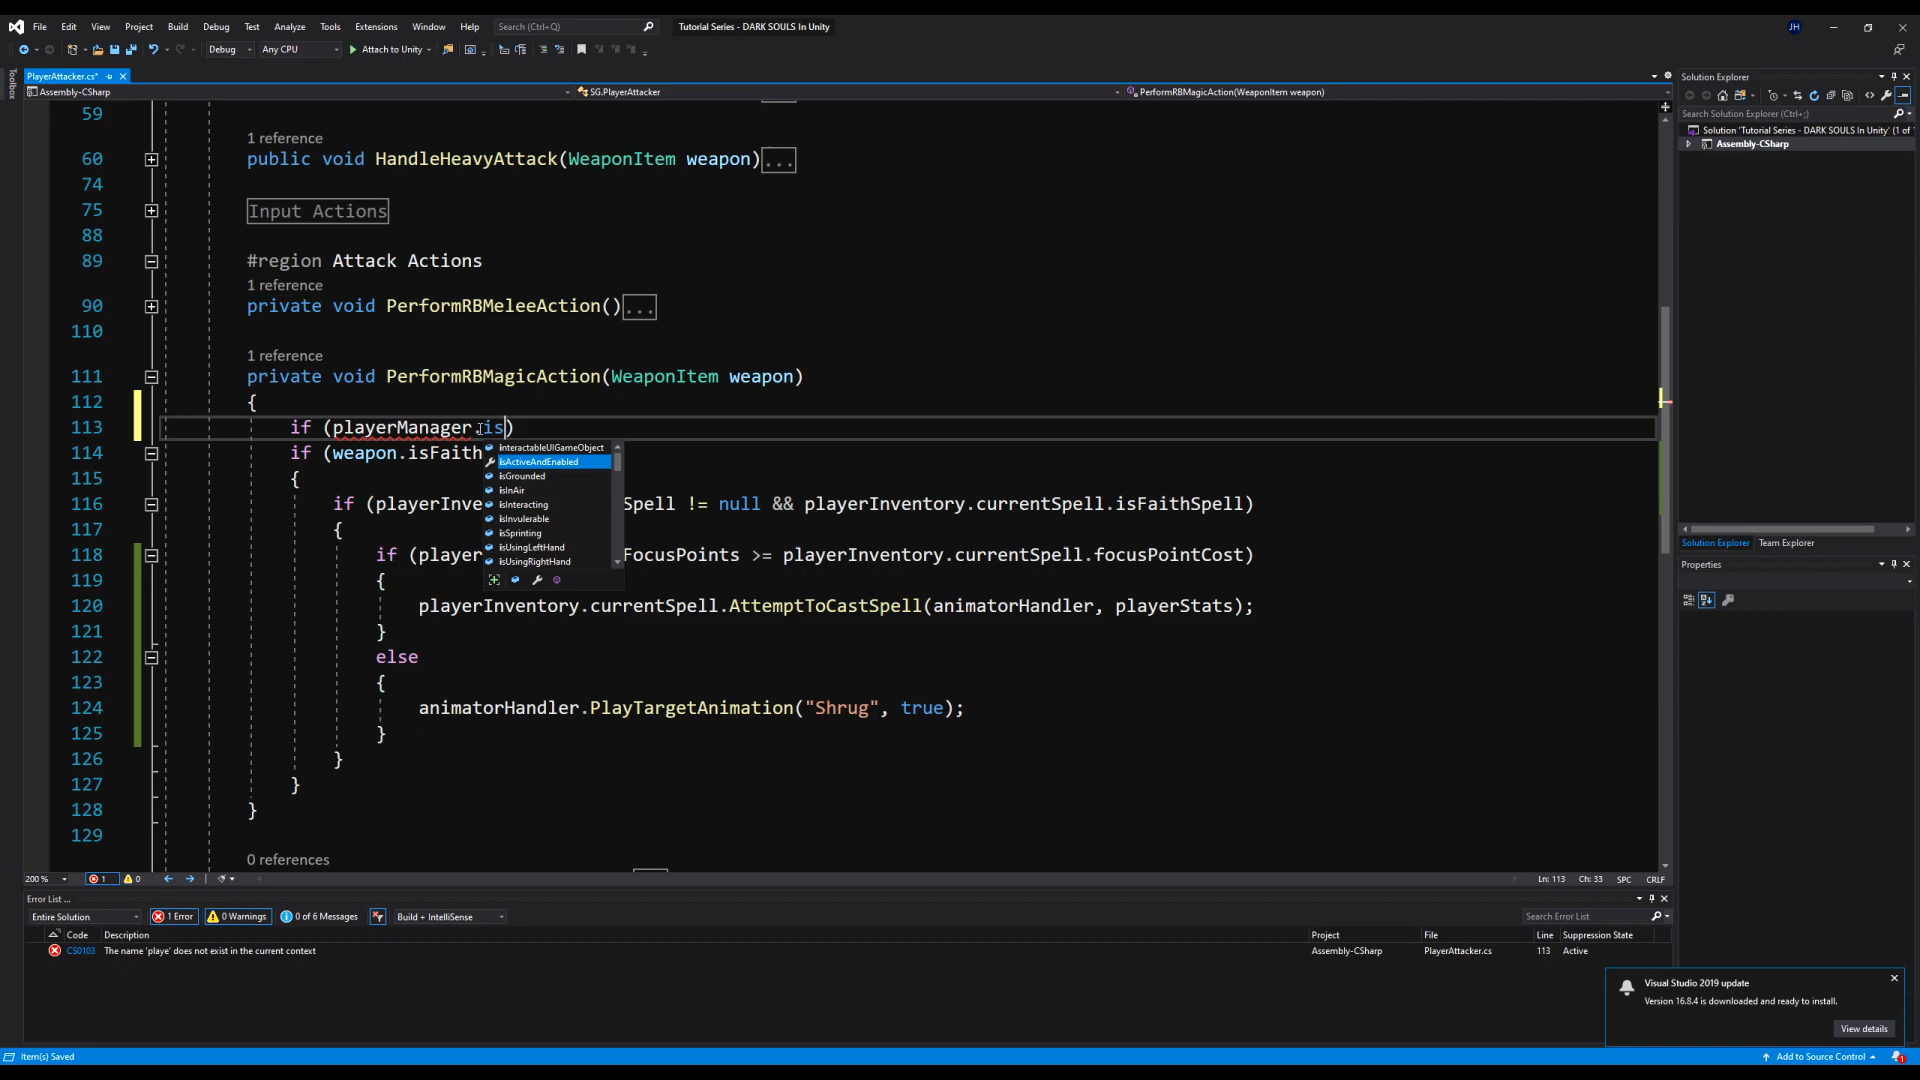 File Edit View Project Build Debug Test Analyze Tools Extensions Window Help Search (Ctrl+Q) Tutorial Series - DARK SOULS In Unity JH
Debug Any CPU Attach to Unity
Toolbox
PlayerAttacker.cs*
Assembly-CSharp SG.PlayerAttacker PerformRBMagicAction(WeaponItem weapon)
59
1 reference
60 public void HandleHeavyAttack(WeaponItem weapon)...
74
75 Input Actions
88
89 #region Attack Actions
1 reference
90 private void PerformRBMeleeAction()...
110
1 reference
111 private void PerformRBMagicAction(WeaponItem weapon)
112 {
113 if (playerManager.is)
114 if (weapon.isFaith
115 {
116 if (playerInve Spell != null && playerInventory.currentSpell.isFaithSpell)
117 {
118 if (player FocusPoints >= playerInventory.currentSpell.focusPointCost)
119 {
120 playerInventory.currentSpell.AttemptToCastSpell(animatorHandler, playerStats);
121 }
122 else
123 {
124 animatorHandler.PlayTargetAnimation("Shrug", true);
125 }
126 }
127 }
128 }
129
0 references
interactableUIGameObject
isActiveAndEnabled
isGrounded
isInAir
isInteracting
isInvulerable
isSprinting
isUsingLeftHand
isUsingRightHand
200 % 1 0 Ln: 113 Ch: 33 SPC CRLF
Error List ...
Entire Solution 1 Error 0 Warnings 0 of 6 Messages Build + IntelliSense Search Error List
Code Description Project File Line Suppression State
CS0103 The name 'playe' does not exist in the current context Assembly-CSharp PlayerAttacker.cs 113 Active
Solution Explorer
Search Solution Explorer (Ctrl+;)
Solution 'Tutorial Series - DARK SOULS In Unity' (1 of
Assembly-CSharp
Solution Explorer Team Explorer
Properties
Visual Studio 2019 update
Version 16.8.4 is downloaded and ready to install.
View details
Item(s) Saved Add to Source Control 1